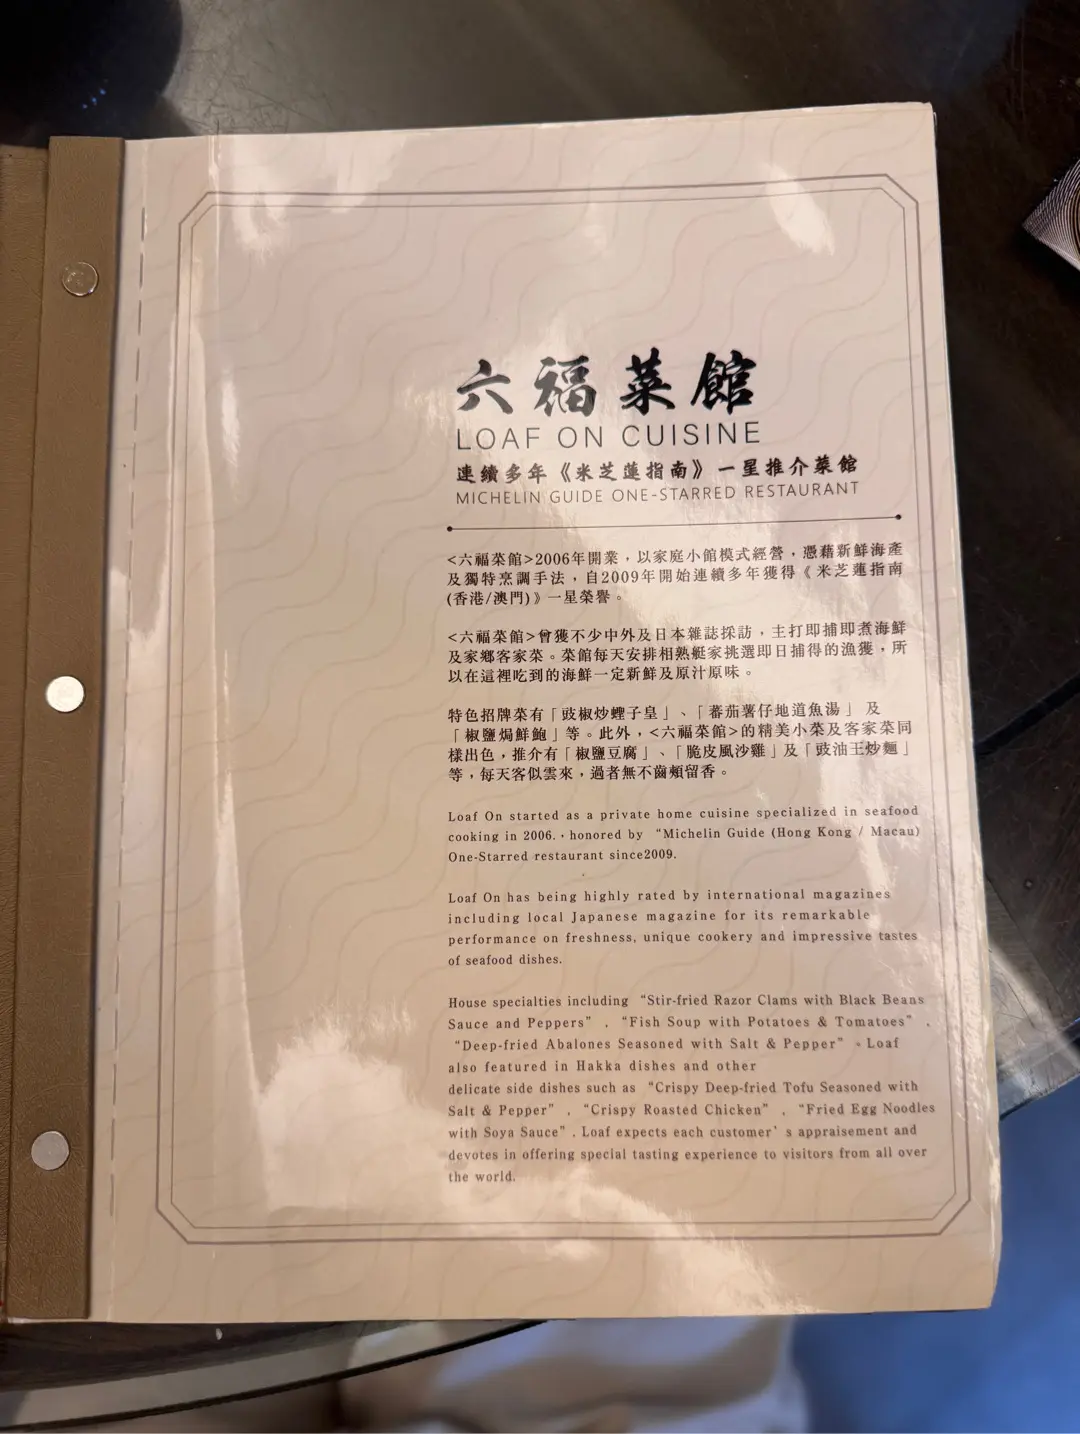 六福菜館
LOAF ON CUISINE
連續多年《米芝蓮指南》一星推介菜館
MICHELIN GUIDE ONE-STARRED RESTAURANT
<六福菜館>2006年開業，以家庭小館模式經營，憑藉新鮮海產
及獨特烹調手法，自2009年開始連續多年獲得《米芝蓮指南
(香港/澳門)》一星榮譽。
<六福菜館>曾獲不少中外及日本雜誌採訪，主打即捕即煮海鮮
及家鄉客家菜。菜館每天安排相熟艇家挑選即日捕得的漁獲，所
以在這裡吃到的海鮮一定新鮮及原汁原味。
特色招牌菜有「豉椒炒蟶子皇」、「蕃茄薯仔地道魚湯」及
「椒鹽焗鮮鮑」等。此外，<六福菜館>的精美小菜及客家菜同
樣出色，推介有「椒鹽豆腐」、「脆皮風沙雞」及「豉油王炒麵」
等，每天客似雲來，過者無不齒頰留香。
Loaf On started as a private home cuisine specialized in seafood
cooking in 2006.，honored by “Michelin Guide (Hong Kong / Macau)
One-Starred restaurant since2009.
Loaf On has being highly rated by international magazines
including local Japanese magazine for its remarkable
performance on freshness, unique cookery and impressive tastes
of seafood dishes.
House specialties including “Stir-fried Razor Clams with Black Beans
Sauce and Peppers” , “Fish Soup with Potatoes & Tomatoes” ,
“Deep-fried Abalones Seasoned with Salt & Pepper” 。Loaf
also featured in Hakka dishes and other
delicate side dishes such as “Crispy Deep-fried Tofu Seasoned with
Salt & Pepper” , “Crispy Roasted Chicken” , “Fried Egg Noodles
with Soya Sauce” . Loaf expects each customer’ s appraisement and
devotes in offering special tasting experience to visitors from all over
the world.